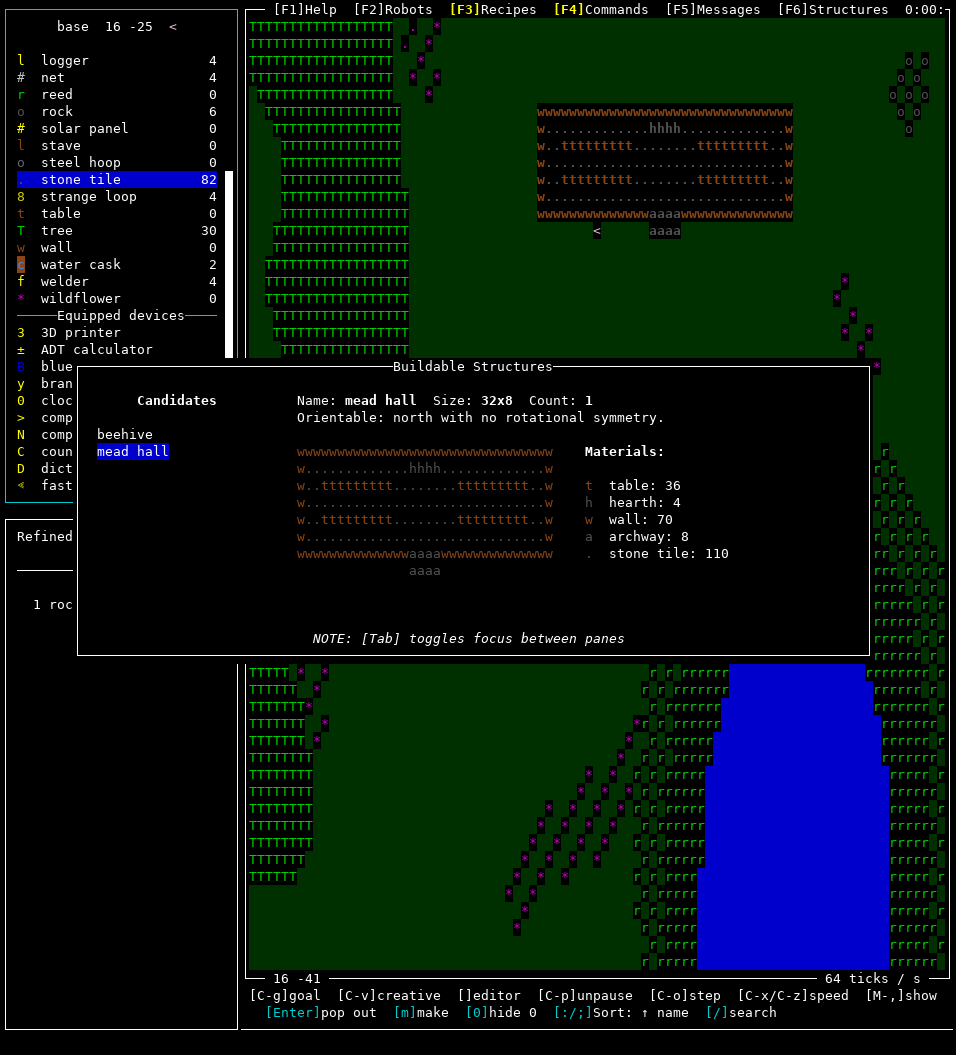 [F1]Help [F2]Robots [F3]Recipes [F4]Commands [F5]Messages [F6]Structures 0:00:
base 16 -25 <
l logger 4
# net 4
r reed 0
o rock 6
# solar panel 0
l stave 0
o steel hoop 0
. stone tile 82
8 strange loop 4
t table 0
T tree 30
w wall 0
c water cask 2
f welder 4
* wildflower 0
Equipped devices
3 3D printer
± ADT calculator
B blue
y bran
0 cloc
> comp
N comp
C coun
D dict
fast
Refined
1 roc
wwwwwwwwwwwwwwwwwwwwwwwwwwwwwwww
w.............hhhh.............w
w..ttttttttt........ttttttttt..w
w..............................w
w..ttttttttt........ttttttttt..w
w..............................w
wwwwwwwwwwwwwwaaaawwwwwwwwwwwwww
< aaaa
Buildable Structures
Candidates
beehive
mead hall
Name: mead hall Size: 32x8 Count: 1
Orientable: north with no rotational symmetry.
wwwwwwwwwwwwwwwwwwwwwwwwwwwwwwww
w.............hhhh.............w
w..ttttttttt........ttttttttt..w
w..............................w
w..ttttttttt........ttttttttt..w
w..............................w
wwwwwwwwwwwwwwaaaawwwwwwwwwwwwww
aaaa
Materials:
t table: 36
h hearth: 4
w wall: 70
a archway: 8
. stone tile: 110
NOTE: [Tab] toggles focus between panes
16 -41
64 ticks / s
[C-g]goal [C-v]creative []editor [C-p]unpause [C-o]step [C-x/C-z]speed [M-,]show
[Enter]pop out [m]make [0]hide 0 [:/;]Sort: ↑ name [/]search